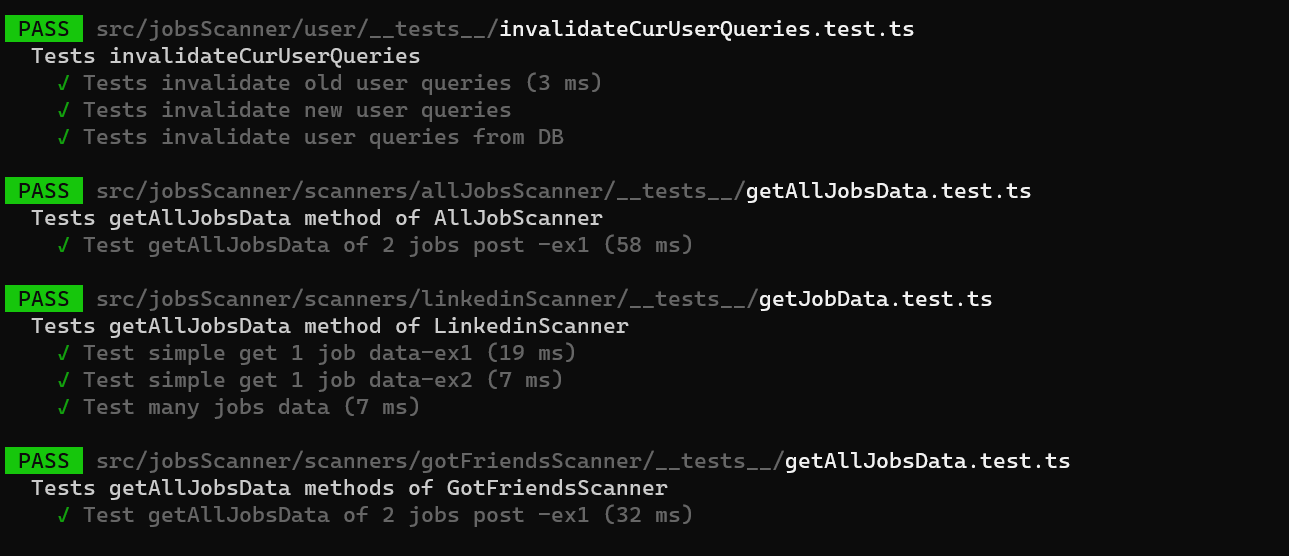 PASS src/jobsScanner/user/__tests__/invalidateCurUserQueries.test.ts
Tests invalidateCurUserQueries
√ Tests invalidate old user queries (3 ms)
√ Tests invalidate new user queries
√ Tests invalidate user queries from DB
PASS src/jobsScanner/scanners/allJobsScanner/__tests__/getAllJobsData.test.ts
Tests getAllJobsData method of AllJobScanner
√ Test getAllJobsData of 2 jobs post -ex1 (58 ms)
PASS src/jobsScanner/scanners/linkedinScanner/__tests__/getJobData.test.ts
Tests getAllJobsData method of LinkedinScanner
√ Test simple get 1 job data-ex1 (19 ms)
√ Test simple get 1 job data-ex2 (7 ms)
√ Test many jobs data (7 ms)
PASS src/jobsScanner/scanners/gotFriendsScanner/__tests__/getAllJobsData.test.ts
Tests getAllJobsData methods of GotFriendsScanner
√ Test getAllJobsData of 2 jobs post -ex1 (32 ms)